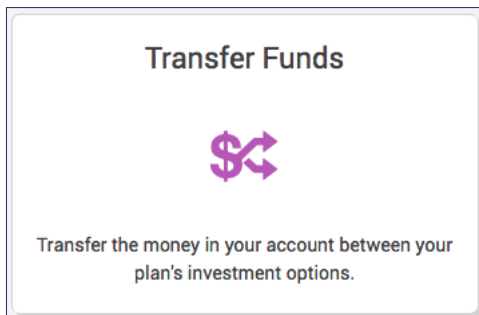 Transfer Funds
$
Transfer the money in your account between your
plan's investment options.